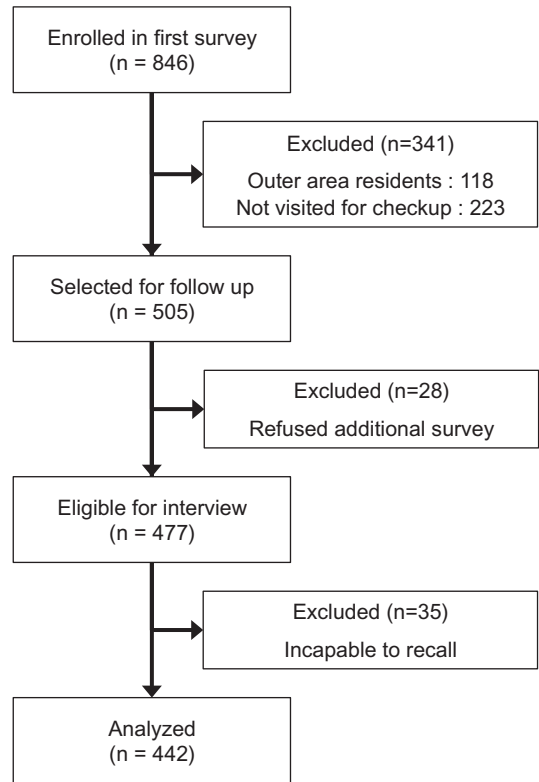 Enrolled in first survey
(n = 846)
Excluded (n=341)
Outer area residents : 118
Not visited for checkup : 223
Selected for follow up
(n = 505)
Excluded (n=28)
Refused additional survey
Eligible for interview
(n = 477)
Excluded (n=35)
Incapable to recall
Analyzed
(n = 442)